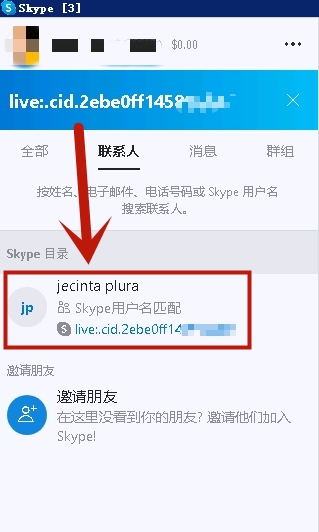 Skype [3]
$0.00
live:.cid.2ebe0ff1458
全部 联系人 消息 群组
按姓名、电子邮件、电话号码或 Skype 用户名
搜索联系人。
Skype 目录
jp
jecinta plura
Skype用户名匹配
live:.cid.2ebe0ff14
邀请朋友
邀请朋友
在这里没看到你的朋友? 邀请他们加入
Skype!